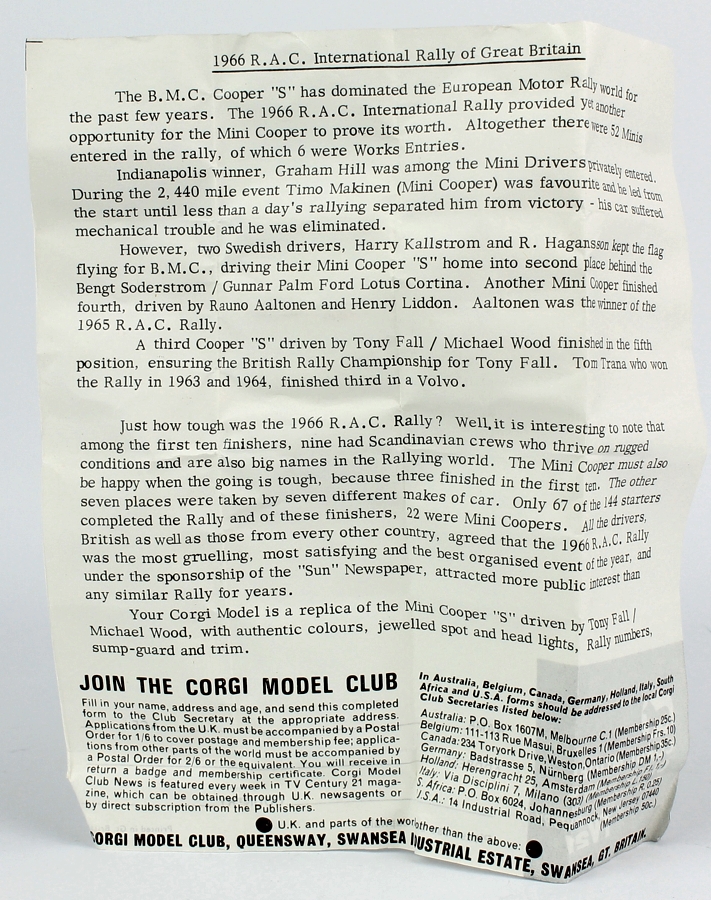 1966 R.A.C. International Rally of Great Britain
The B.M.C. Cooper "S" has dominated the European Motor Rally world for
the past few years. The 1966 R.A.C. International Rally provided yet another
opportunity for the Mini Cooper to prove its worth. Altogether there were 52 Minis
entered in the rally, of which 6 were Works Entries.
Indianapolis winner, Graham Hill was among the Mini Drivers privately entered.
During the 2,440 mile event Timo Makinen (Mini Cooper) was favourite and he led from
the start until less than a day's rallying separated him from victory - his car suffered
mechanical trouble and he was eliminated.
However, two Swedish drivers, Harry Kallstrom and R. Hagansson kept the flag
flying for B.M.C., driving their Mini Cooper "S" home into second place behind the
Bengt Soderstrom / Gunnar Palm Ford Lotus Cortina. Another Mini Cooper finished
fourth, driven by Rauno Aaltonen and Henry Liddon. Aaltonen was the winner of the
1965 R.A.C. Rally.
A third Cooper "S" driven by Tony Fall / Michael Wood finished in the fifth
position, ensuring the British Rally Championship for Tony Fall. Tom Trana who won
the Rally in 1963 and 1964, finished third in a Volvo.
Just how tough was the 1966 R.A.C. Rally? Well, it is interesting to note that
among the first ten finishers, nine had Scandinavian crews who thrive on rugged
conditions and are also big names in the Rallying world. The Mini Cooper must also
be happy when the going is tough, because three finished in the first ten. The other
seven places were taken by seven different makes of car. Only 67 of the 144 starters
completed the Rally and of these finishers, 22 were Mini Coopers. All the drivers,
British as well as those from every other country, agreed that the 1966 R.A.C. Rally
was the most gruelling, most satisfying and the best organised event of the year, and
under the sponsorship of the "Sun" Newspaper, attracted more public interest than
any similar Rally for years.
Your Corgi Model is a replica of the Mini Cooper "S" driven by Tony Fall /
Michael Wood, with authentic colours, jewelled spot and head lights, Rally numbers,
sump-guard and trim.
JOIN THE CORGI MODEL CLUB
Fill in your name, address and age, and send this completed
form to the Club Secretary at the appropriate address.
Applications from the U.K. must be accompanied by a Postal
Order for 1/6 to cover postage and membership fee; applica-
tions from other parts of the world must be accompanied by
a Postal Order for 2/6 or the equivalent. You will receive in
return a badge and membership certificate. Corgi Model
Club News is featured every week in TV Century 21 maga-
zine, which can be obtained through U.K. newsagents or
by direct subscription from the Publishers.
In Australia, Belgium, Canada, Germany, Holland, Italy, South
Africa and U.S.A. forms should be addressed to the local Corgi
Club Secretaries listed below:
Australia: P.O. Box 1607M, Melbourne C.1 (Membership 25c.)
Belgium: 111-113 Rue Masui, Bruxelles 1 (Membership Frs.10)
Canada: 234 Toryork Drive, Weston, Ontario (Membership 35c.)
Germany: Badstrasse 5, Nürnberg (Membership DM 1,-)
Holland: Herengracht 25, Amsterdam (Membership
Italy: Via Disciplini 7, Milano (303) (Membership
S. Africa: P.O. Box 6024, Johannesburg (Membership R. 0.25)
U.S.A.: 14 Industrial Road, Pequannock, New Jersey 07440
(Membership 50c.)
● U.K. and parts of the wor other than the above: ●
CORGI MODEL CLUB, QUEENSWAY, SWANSEA INDUSTRIAL ESTATE, SWANSEA, GT. BRITAIN.